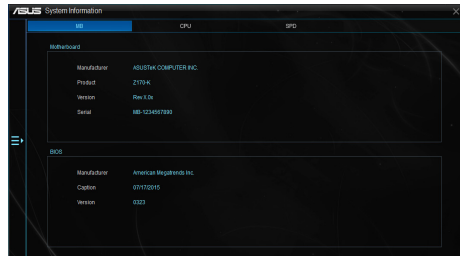 ASUS System Information
MB CPU SPD
Motherboard
Manufacturer ASUSTeK COMPUTER INC.
Product Z170-K
Version Rev X.0x
Serial MB-1234567890
BIOS
Manufacturer American Megatrends Inc.
Caption 07/17/2015
Version 0323